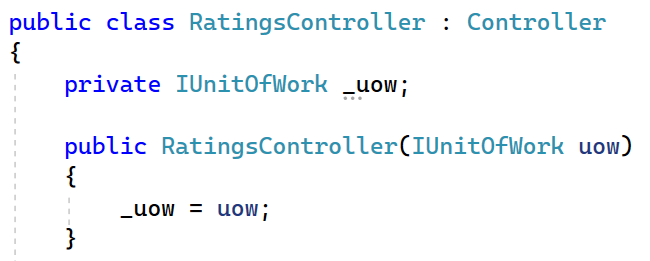 public class RatingsController : Controller
{
    private IUnitOfWork _uow;
    public RatingsController(IUnitOfWork uow)
    {
        _uow = uow;
    }